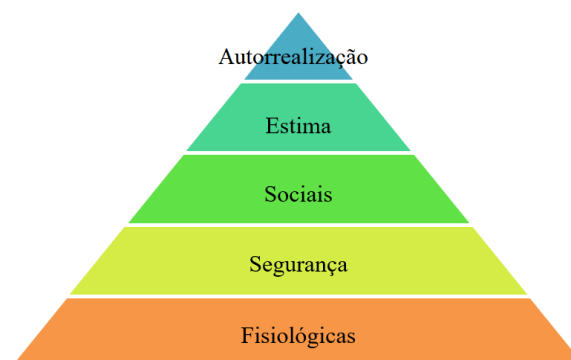 Autorrealização
Estima
Sociais
Segurança
Fisiológicas